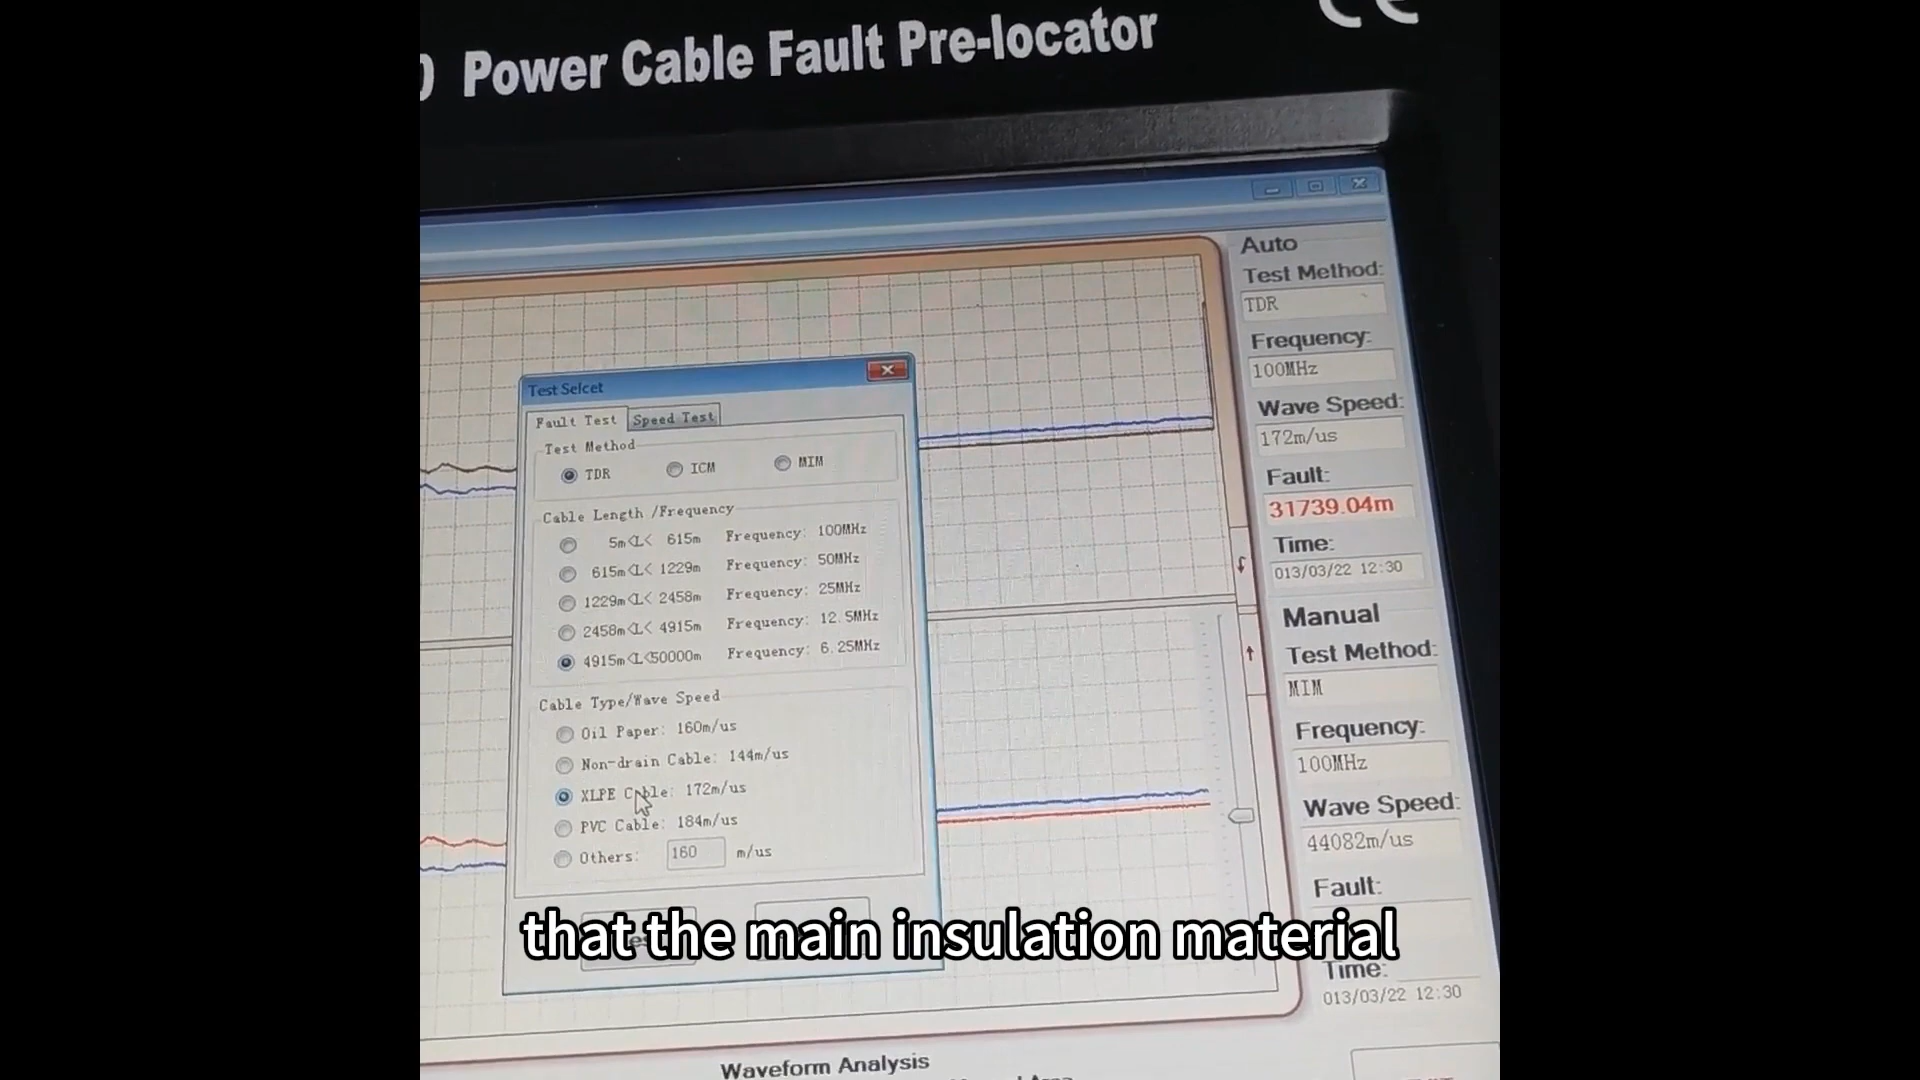 Power Cable Fault Pre-locator
CE
Auto
Test Method:
TDR
Frequency:
100MHz
Wave Speed:
172m/us
Fault:
31739.04m
Time:
013/03/22 12:30
Manual
Test Method:
MIM
Frequency:
100MHz
Wave Speed:
44082m/us
Fault:
Time:
013/03/22 12:30
Test Selcet
Fault Test Speed Test
Test Method
TDR ICM MIM
Cable Length /Frequency
5m<L< 615m Frequency: 100MHz
615m<L< 1229m Frequency: 50MHz
1229m<L< 2458m Frequency: 25MHz
2458m<L< 4915m Frequency: 12.5MHz
4915m<L<50000m Frequency: 6.25MHz
Cable Type/Wave Speed
Oil Paper: 160m/us
Non-drain Cable: 144m/us
XLPE Cable: 172m/us
PVC Cable: 184m/us
Others: 160 m/us
that the main insulation material
Waveform Analysis